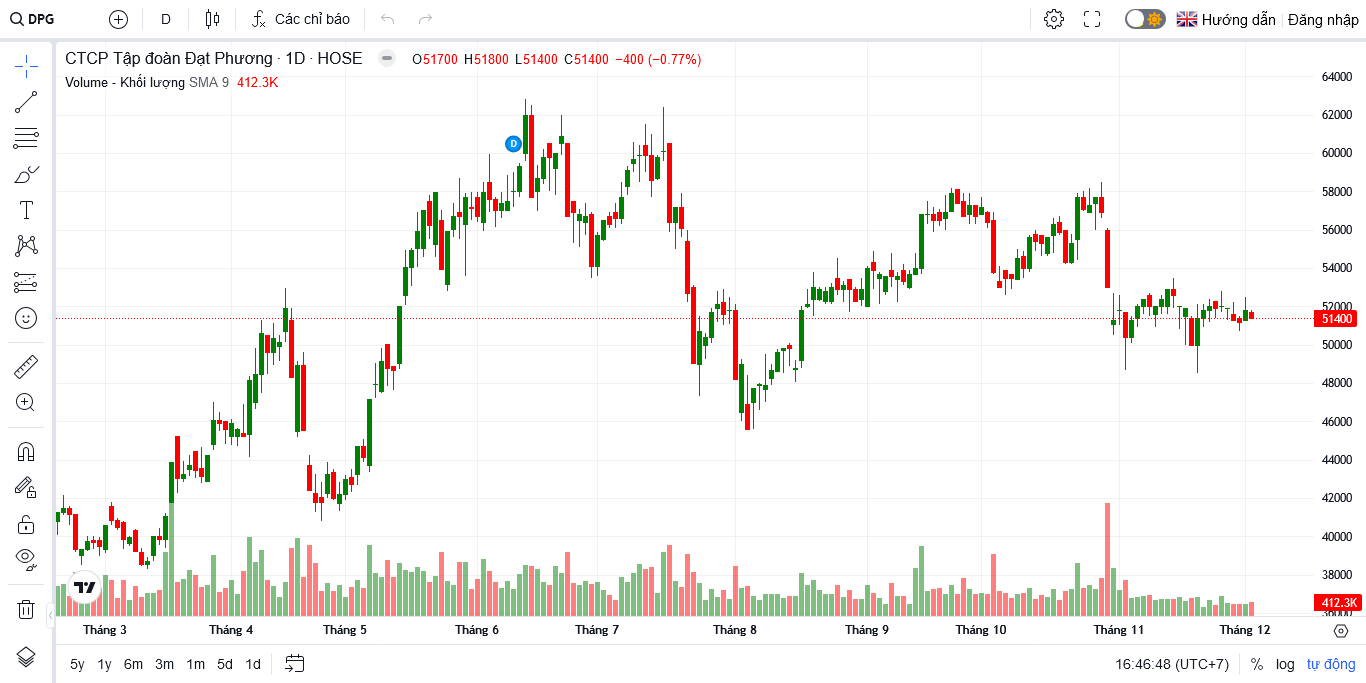 DPG D Các chỉ báo Hướng dẫn Đăng nhập
CTCP Tập đoàn Đạt Phương · 1D · HOSE O51700 H51800 L51400 C51400 −400 (−0.77%)
Volume - Khối lượng SMA 9 412.3K
64000
62000
D
60000
58000
56000
54000
52000
51400
50000
48000
46000
44000
42000
40000
38000
412.3K
36000
Tháng 3 Tháng 4 Tháng 5 Tháng 6 Tháng 7 Tháng 8 Tháng 9 Tháng 10 Tháng 11 Tháng 12
5y 1y 6m 3m 1m 5d 1d 16:46:48 (UTC+7) % log tự động